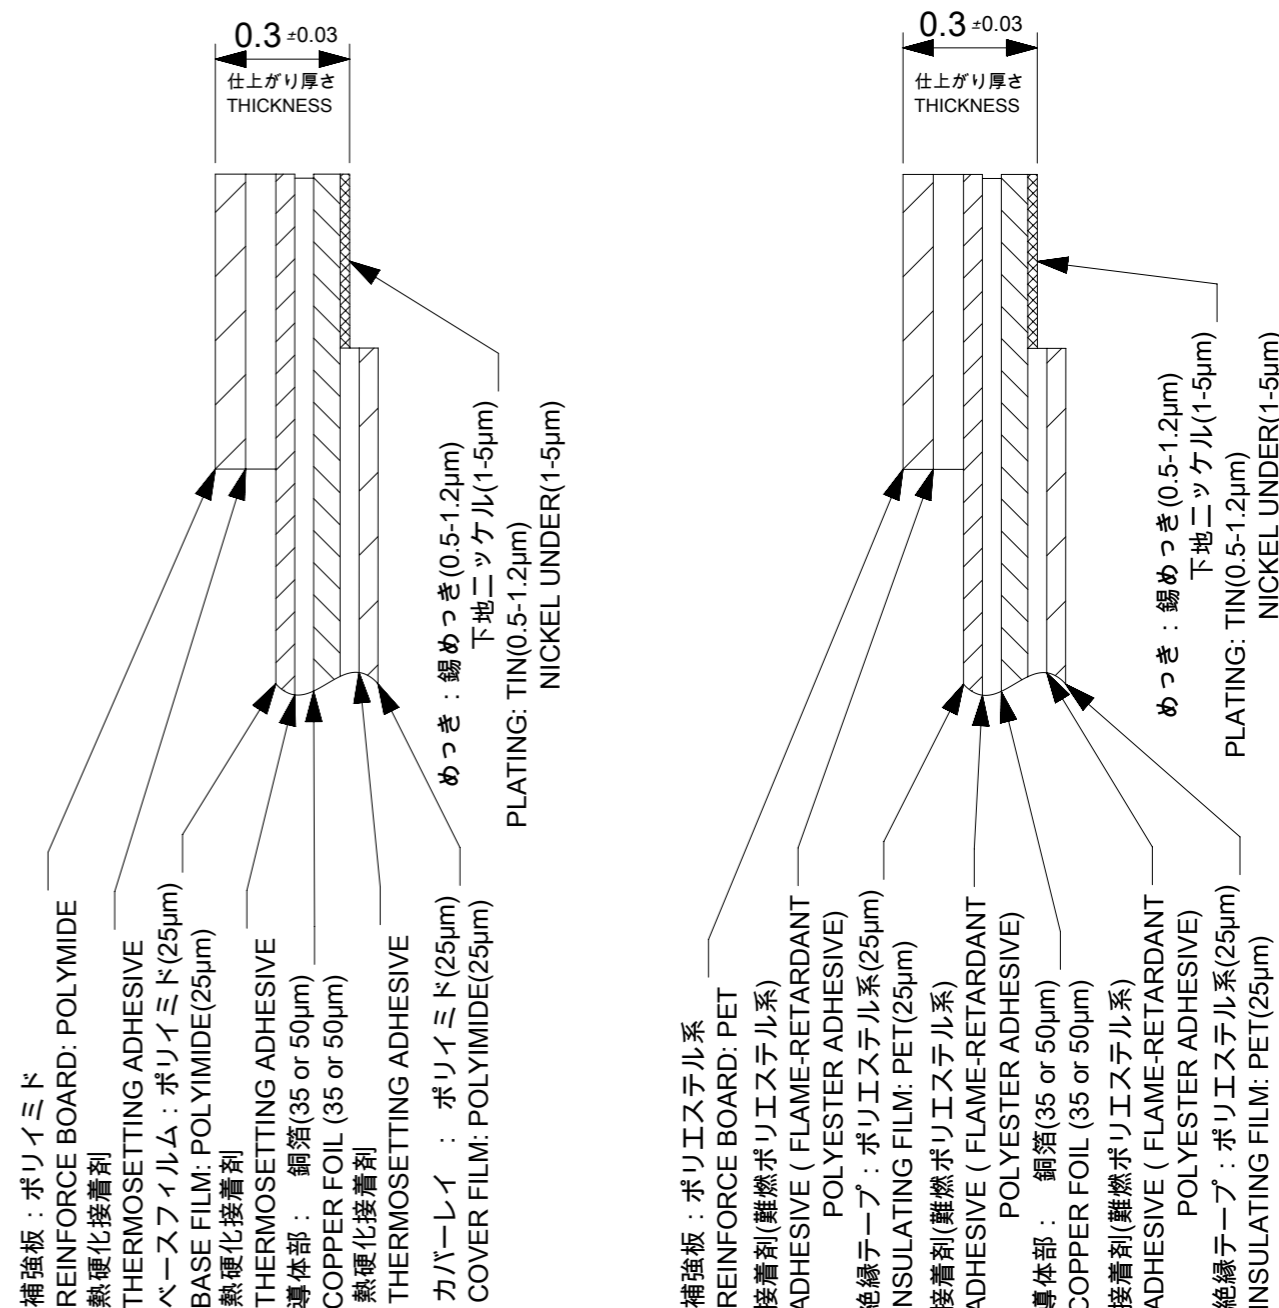 0.3 ±0.03
仕上がり厚さ
THICKNESS
めっき：錫めっき(0.5-1.2μm)
下地ニッケル(1-5μm)
PLATING: TIN(0.5-1.2μm)
NICKEL UNDER(1-5μm)
補強板：ポリイミド
REINFORCE BOARD: POLYMIDE
熱硬化接着剤
THERMOSETTING ADHESIVE
ベースフィルム：ポリイミド(25μm)
BASE FILM: POLYIMIDE(25μm)
熱硬化接着剤
THERMOSETTING ADHESIVE
導体部： 銅箔(35 or 50μm)
COPPER FOIL (35 or 50μm)
熱硬化接着剤
THERMOSETTING ADHESIVE
カバーレイ ： ポリイミド(25μm)
COVER FILM: POLYIMIDE(25μm)
0.3 ±0.03
仕上がり厚さ
THICKNESS
めっき：錫めっき(0.5-1.2μm)
下地ニッケル(1-5μm)
PLATING: TIN(0.5-1.2μm)
NICKEL UNDER(1-5μm)
補強板：ポリエステル系
REINFORCE BOARD: PET
接着剤(難燃ポリエステル系)
ADHESIVE ( FLAME-RETARDANT
POLYESTER ADHESIVE)
絶縁テープ：ポリエステル系(25μm)
INSULATING FILM: PET(25μm)
接着剤(難燃ポリエステル系)
ADHESIVE ( FLAME-RETARDANT
POLYESTER ADHESIVE)
導体部： 銅箔(35 or 50μm)
COPPER FOIL (35 or 50μm)
接着剤(難燃ポリエステル系)
ADHESIVE ( FLAME-RETARDANT
POLYESTER ADHESIVE)
絶縁テープ：ポリエステル系(25μm)
INSULATING FILM: PET(25μm)